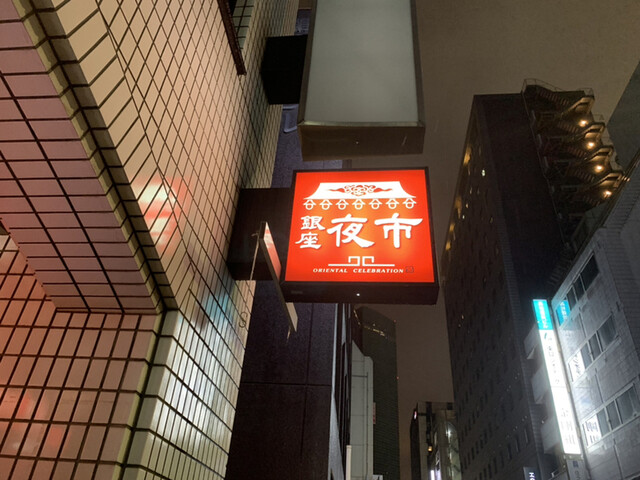 銀座 夜市
ORIENTAL CELEBRATION